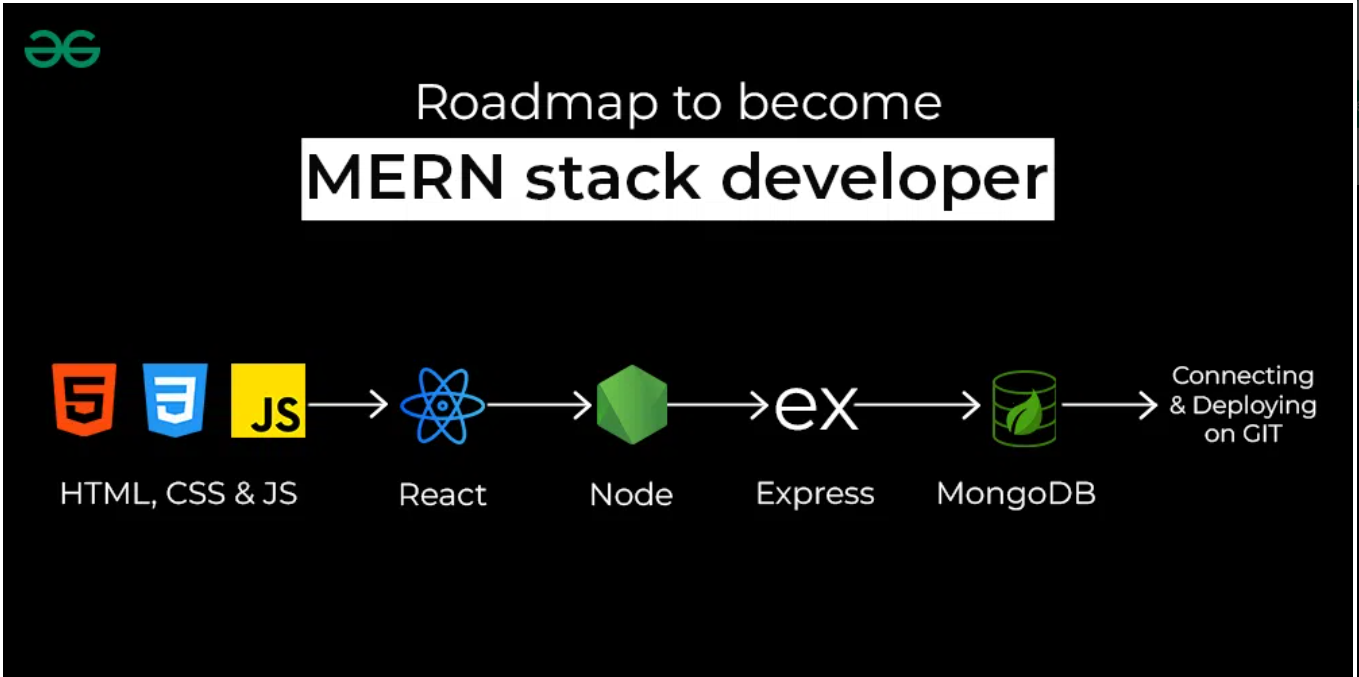 Roadmap to become
MERN stack developer
JS
ex
Connecting
& Deploying
on GIT
HTML, CSS & JS
React
Node
Express
MongoDB